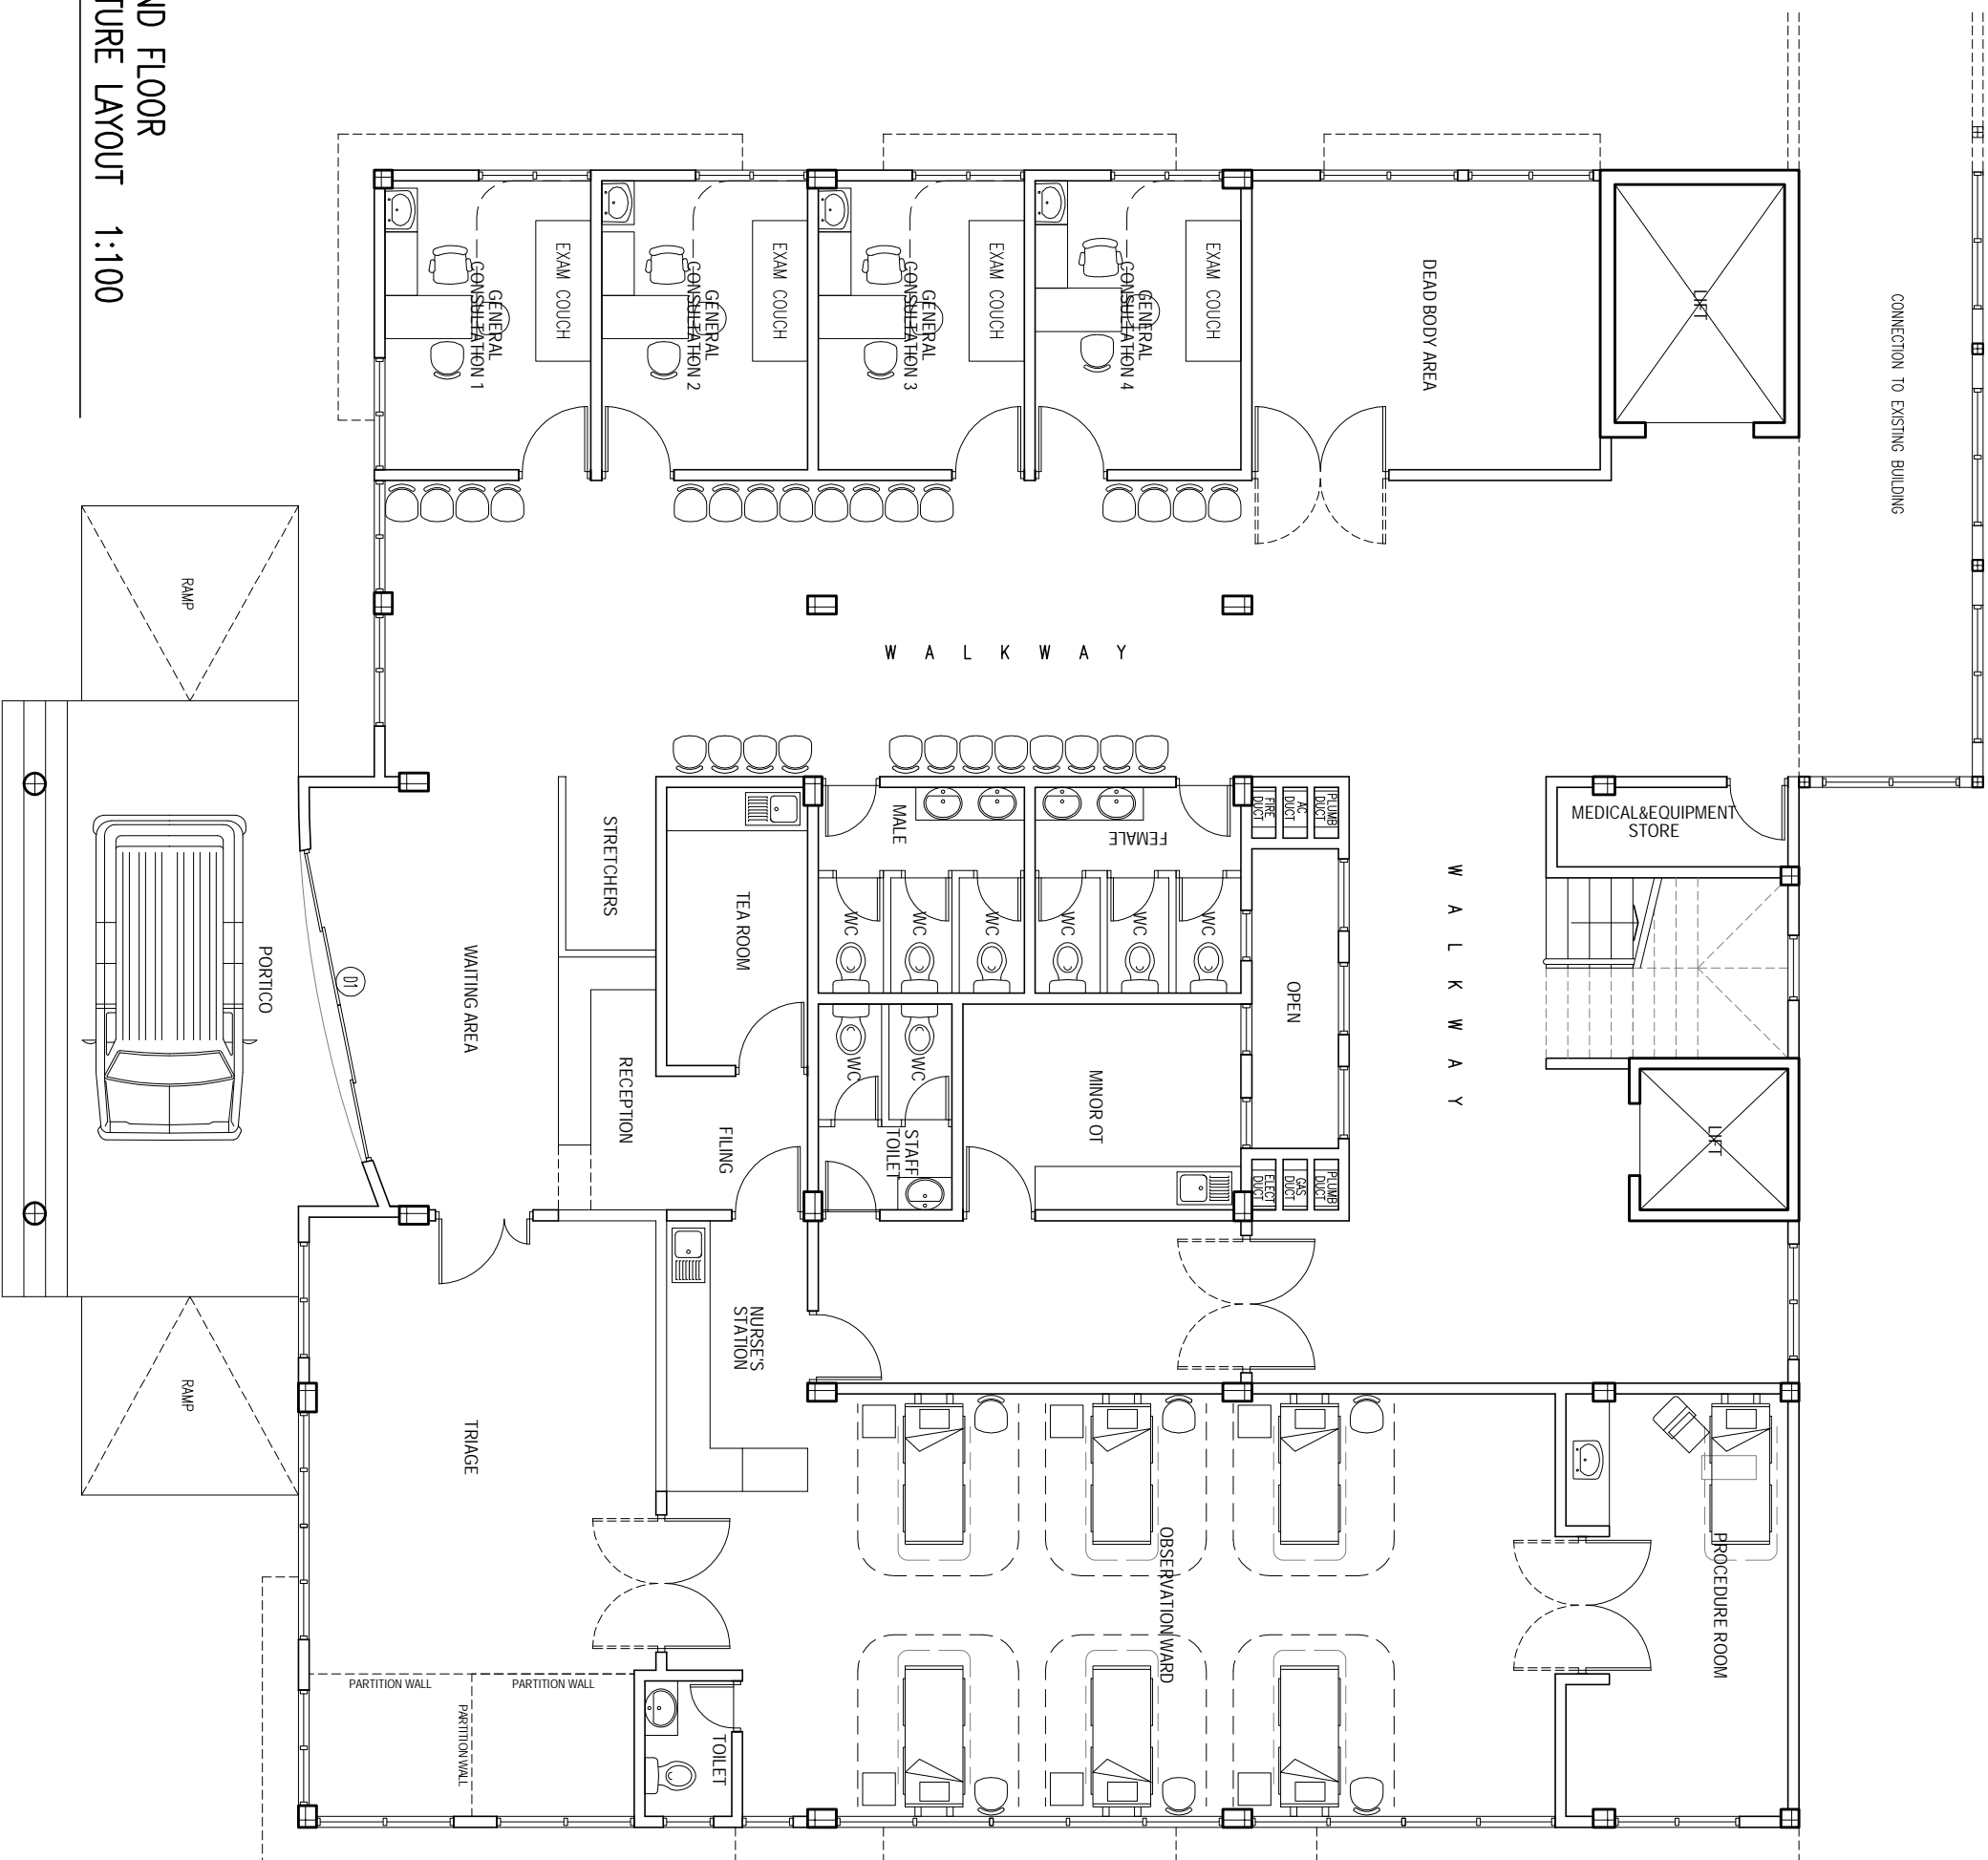 ND FLOOR
TURE LAYOUT 1:100
EXAM COUCH
GENERAL
CONSULTATION 1
EXAM COUCH
GENERAL
CONSULTATION 2
EXAM COUCH
GENERAL
CONSULTATION 3
EXAM COUCH
GENERAL
CONSULTATION 4
DEAD BODY AREA
LIFT
CONNECTION TO EXISTING BUILDING
RAMP
WALKWAY
STRETCHERS
TEA ROOM
MALE
FEMALE
FIRE
DUCT
AC
DUCT
PLUMB
DUCT
MEDICAL&EQUIPMENT
STORE
WALKWAY
WC
WC
WC
WC
WC
WC
PORTICO
D1
WAITING AREA
OPEN
RECEPTION
WC
WC
MINOR OT
FILING
STAFF
TOILET
ELECT
DUCT
GAS
DUCT
PLUMB
DUCT
LIFT
NURSE'S
STATION
RAMP
TRIAGE
OBSERVATION WARD
PROCEDURE ROOM
PARTITION WALL
PARTITION WALL
PARTITION WALL
TOILET